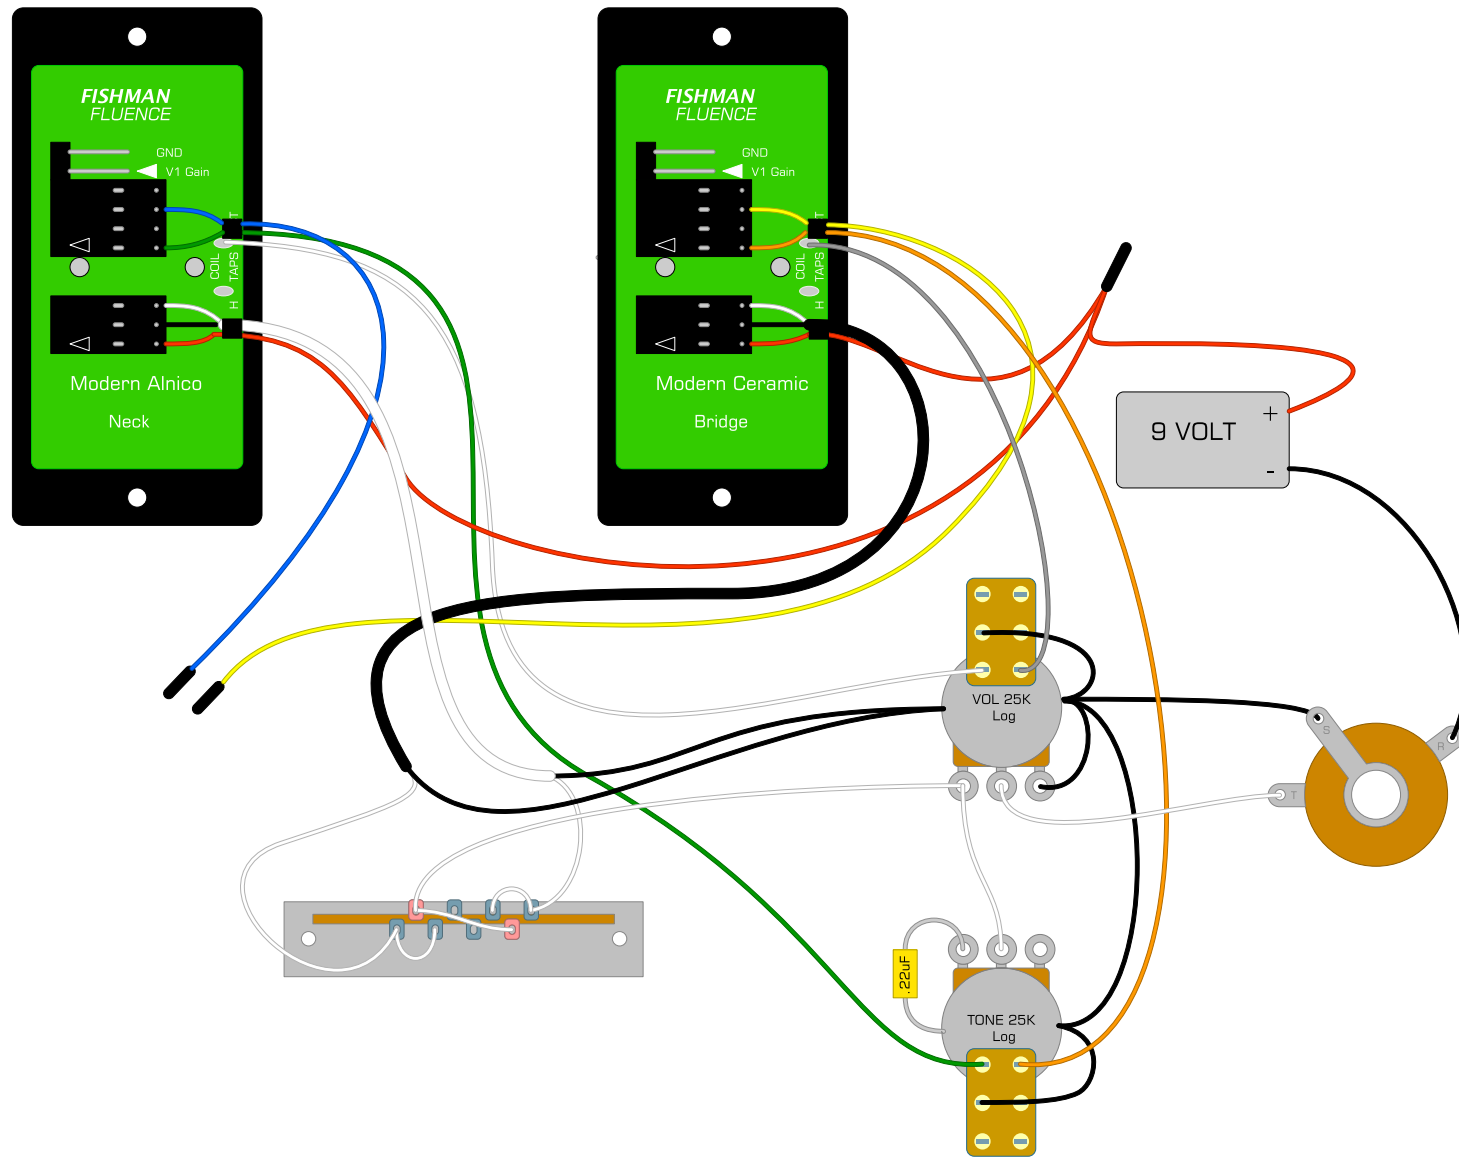 FISHMAN
FLUENCE
GND
V1 Gain
T
COIL
TAPS
H
Modern Alnico
Neck
FISHMAN
FLUENCE
GND
V1 Gain
T
COIL
TAPS
H
Modern Ceramic
Bridge
9 VOLT
+
-
VOL 25K
Log
S
R
T
.22uF
TONE 25K
Log